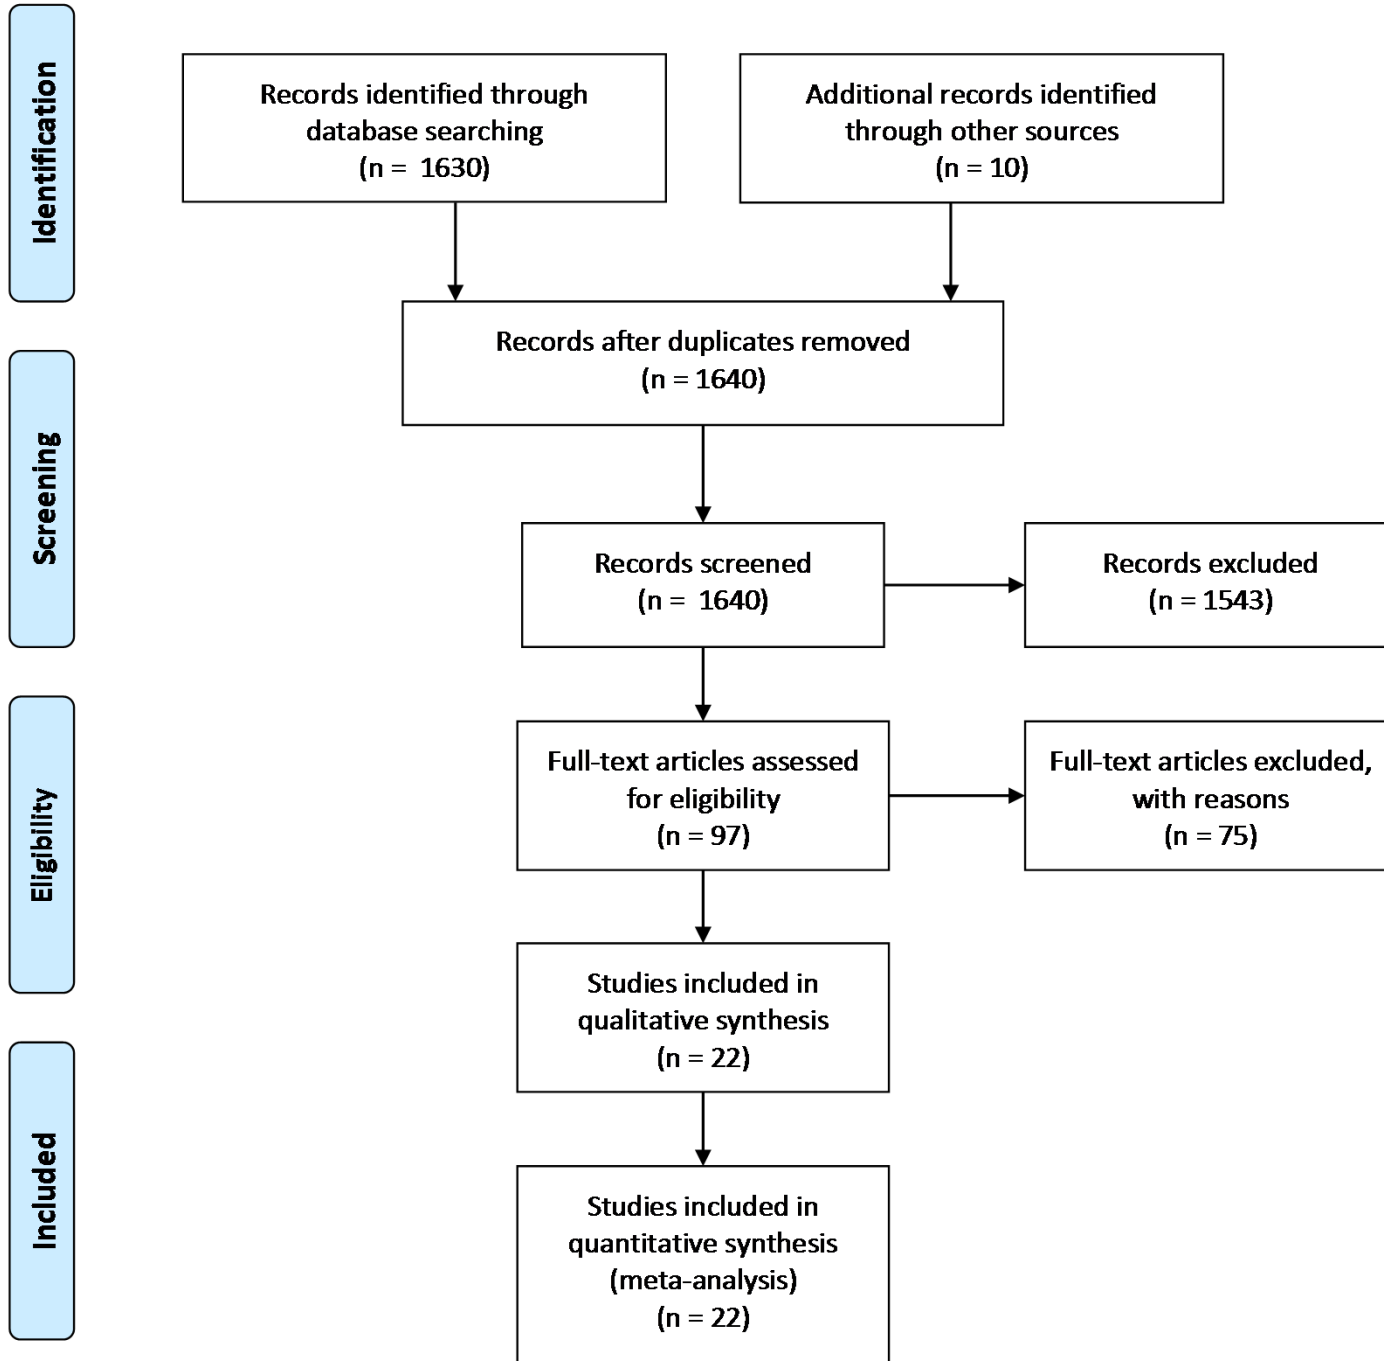 Identification
Records identified through
database searching
(n = 1630)
Additional records identified
through other sources
(n = 10)
Records after duplicates removed
(n = 1640)
Screening
Records screened
(n = 1640)
Records excluded
(n = 1543)
Eligibility
Full-text articles assessed
for eligibility
(n = 97)
Full-text articles excluded,
with reasons
(n = 75)
Studies included in
qualitative synthesis
(n = 22)
Included
Studies included in
quantitative synthesis
(meta-analysis)
(n = 22)